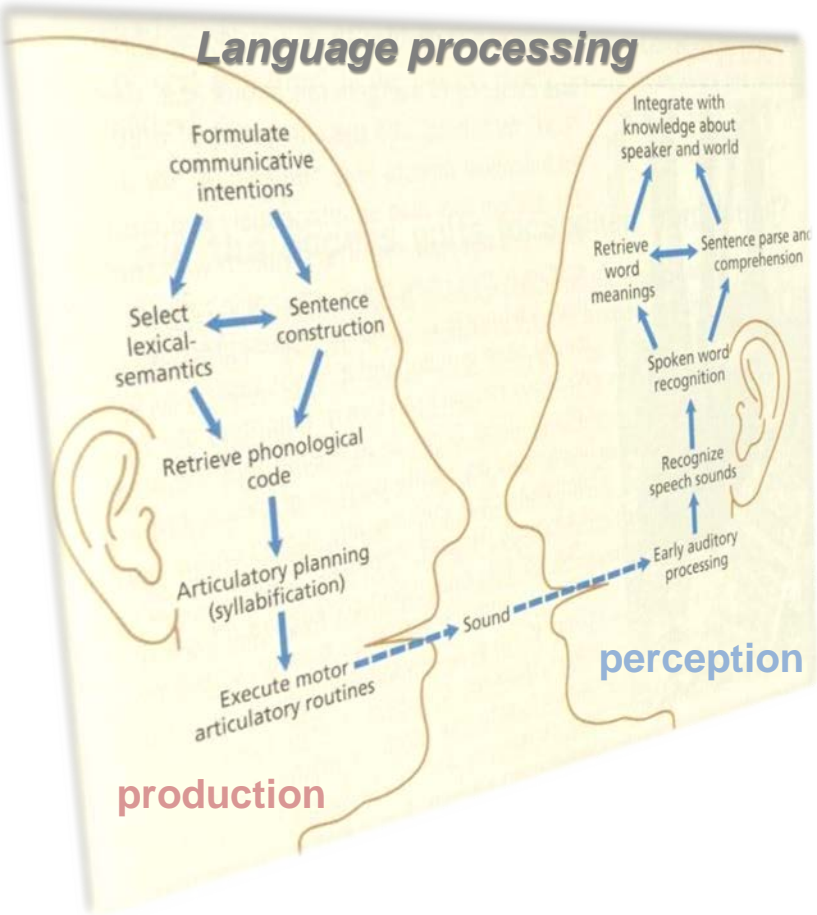 Language processing
Formulate
communicative
intentions
Select
lexical-
semantics
Sentence
construction
Retrieve phonological
code
Articulatory planning
(syllabification)
Execute motor
articulatory routines
production
Sound
Integrate with
knowledge about
speaker and world
Retrieve
word
meanings
Sentence parse and
comprehension
Spoken word
recognition
Recognize
speech sounds
Early auditory
processing
perception